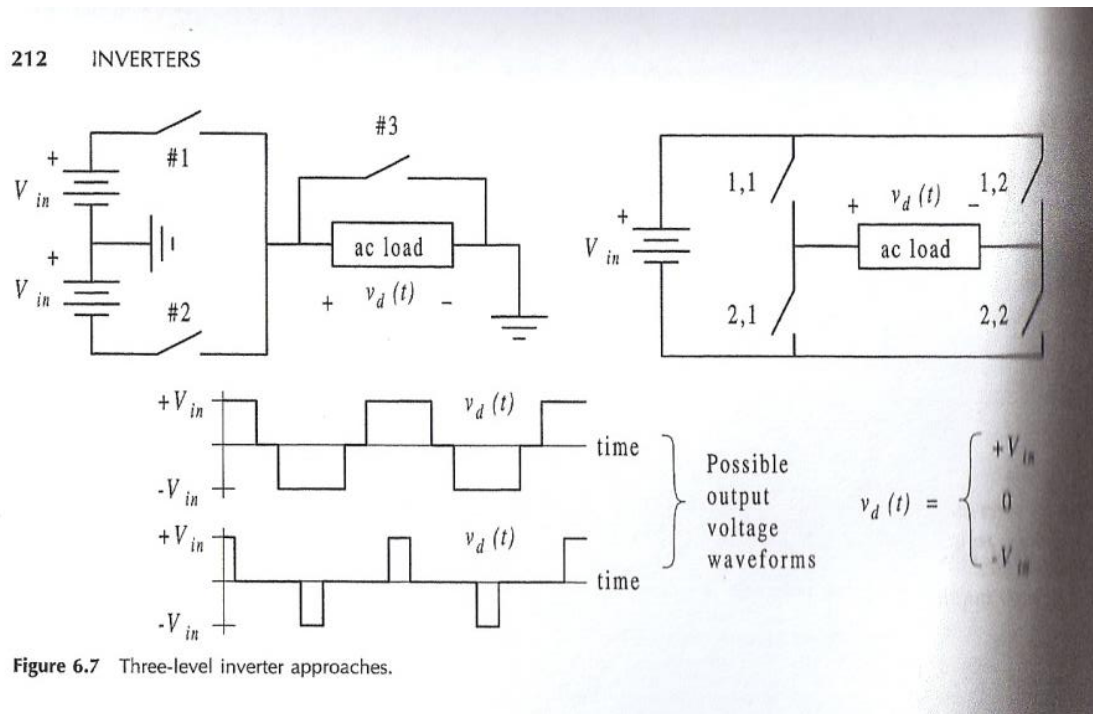 212 INVERTERS
#1
#3
+
V in
+
V in
#2
ac load
+ v d (t) −
+
V in
1,1
1,2
+ v d (t) −
ac load
2,1
2,2
+V in
v d (t)
time
-V in
+V in
v d (t)
time
-V in
Possible
output
voltage
waveforms
v d (t) =
+V in
0
-V in
Figure 6.7 Three-level inverter approaches.